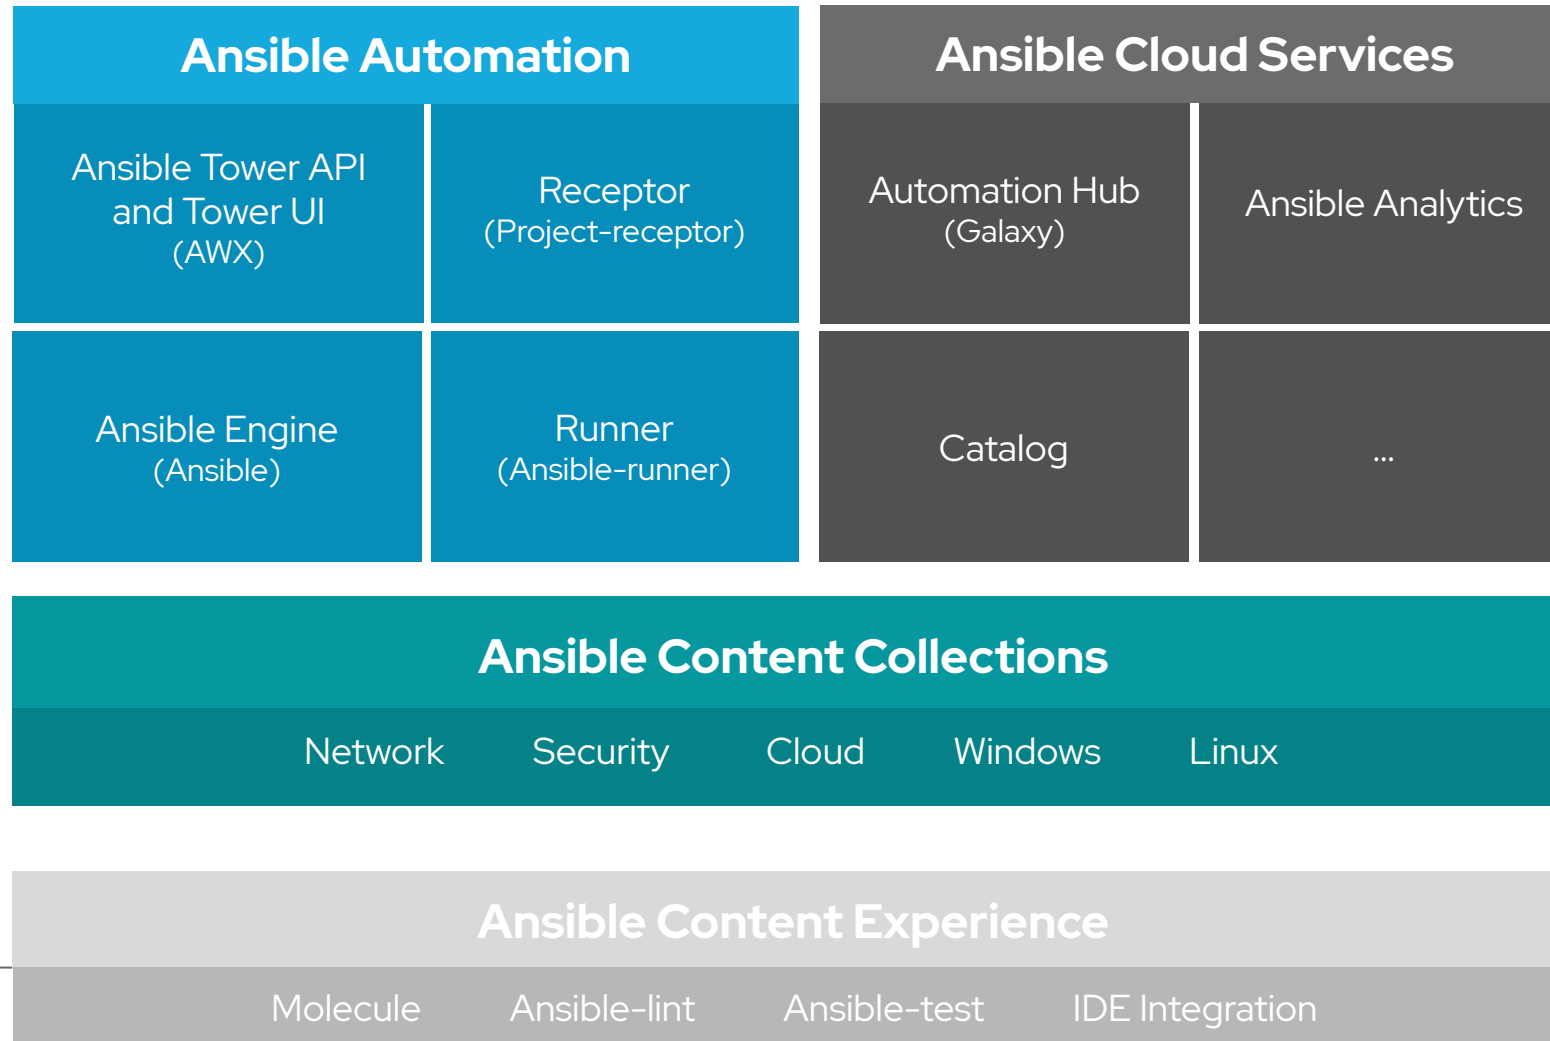 Ansible Automation
Ansible Tower API
and Tower UI
(AWX)
Receptor
(Project-receptor)
Ansible Engine
(Ansible)
Runner
(Ansible-runner)
Ansible Cloud Services
Automation Hub
(Galaxy)
Ansible Analytics
Catalog
...
Ansible Content Collections
Network Security Cloud Windows Linux
Ansible Content Experience
Molecule Ansible-lint Ansible-test IDE Integration